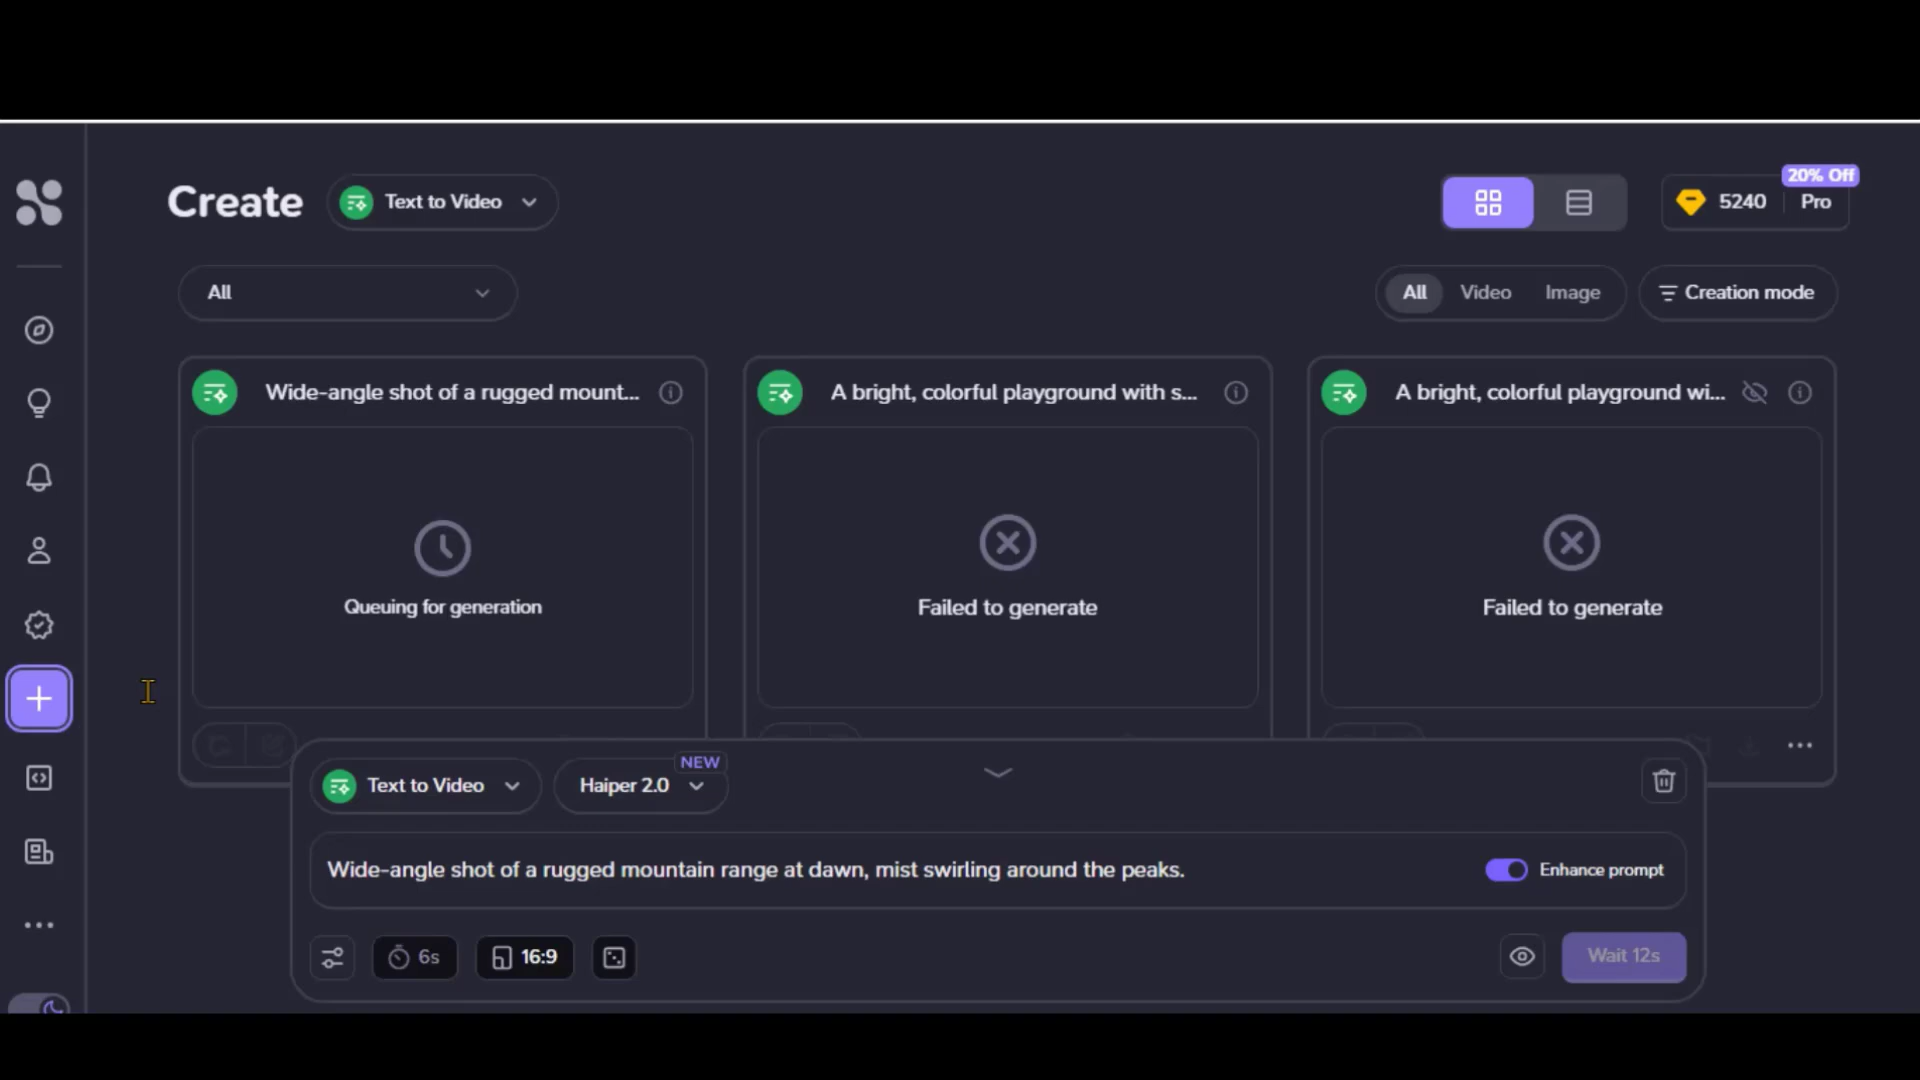 20% Off
Create
Text to Video
5240
Pro
All
All
Video
Image
Creation mode
Wide-angle shot of a rugged mount...
A bright, colorful playground with s...
A bright, colorful playground wi...
Queuing for generation
Failed to generate
Failed to generate
NEW
Text to Video
Haiper 2.0
Wide-angle shot of a rugged mountain range at dawn, mist swirling around the peaks.
Enhance prompt
6s
16:9
Wait 12s